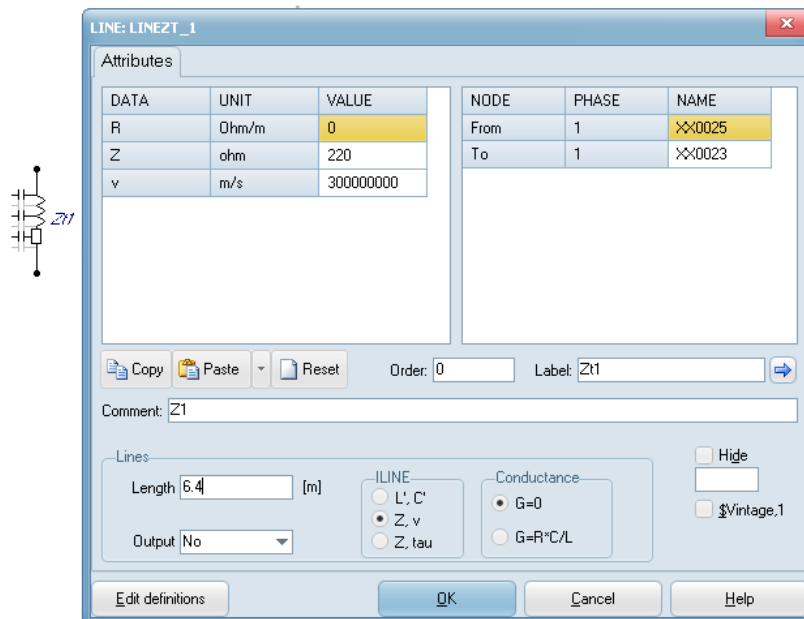 LINE: LINEZT_1
Attributes
DATA UNIT VALUE
R Ohm/m 0
Z ohm 220
v m/s 300000000
NODE PHASE NAME
From 1 XX0025
To 1 XX0023
Zt1
Copy Paste Reset Order: 0 Label: Zt1
Comment: Z1
Lines
Length 6.4 [m]
Output No
ILINE
L', C'
Z, v
Z, tau
Conductance
G=0
G=R*C/L
Hide
$Vintage,1
Edit definitions OK Cancel Help